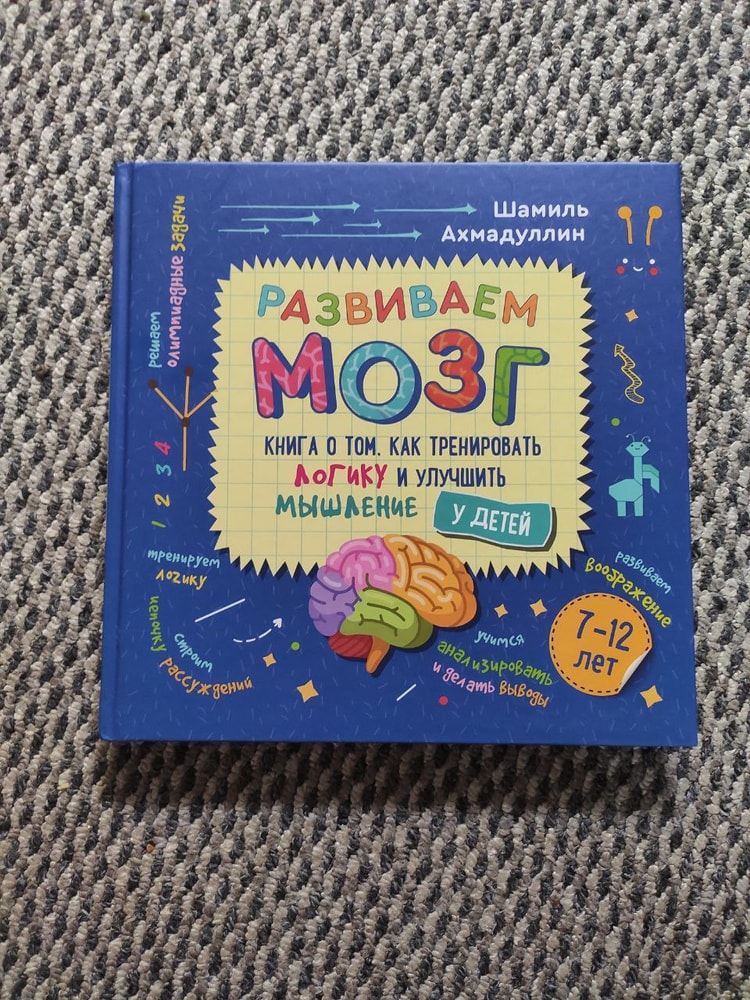 Шамиль
Ахмадуллин
РАЗВИВАЕМ
МОЗГ
КНИГА О ТОМ, КАК ТРЕНИРОВАТЬ
ЛОГИКУ И УЛУЧШИТЬ
МЫШЛЕНИЕ
У ДЕТЕЙ
решаем
олимпиадные задачи
1 2 3 4
тренируем
логику
строим
цепочку
рассуждений
учимся
анализировать
и делать выводы
развиваем
воображение
7-12
лет